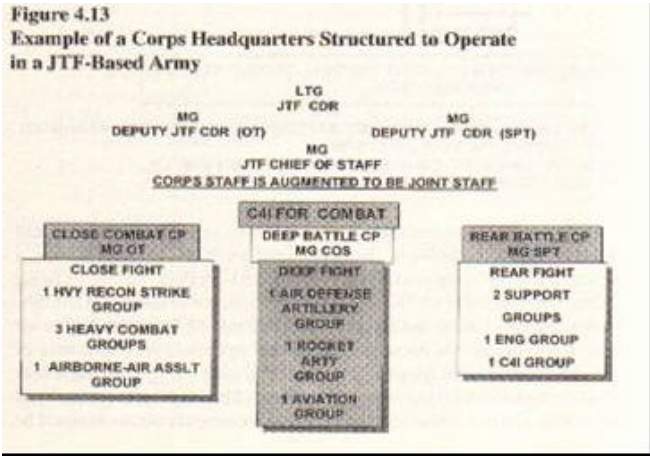 Figure 4.13
Example of a Corps Headquarters Structured to Operate
in a JTF-Based Army
LTG
JTF CDR
MG
DEPUTY JTF CDR (OT)
MG
DEPUTY JTF CDR (SPT)
MG
JTF CHIEF OF STAFF
CORPS STAFF IS AUGMENTED TO BE JOINT STAFF
CLOSE COMBAT CP
MG OT
CLOSE FIGHT
1 HVY RECON STRIKE
GROUP
3 HEAVY COMBAT
GROUPS
1 AIRBORNE-AIR ASSLT
GROUP
C4I FOR COMBAT
DEEP BATTLE CP
MG COS
DEEP FIGHT
1 AIR DEFENSE
ARTILLERY
GROUP
1 ROCKET
ARTY
GROUP
1 AVIATION
GROUP
REAR BATTLE CP
MG SPT
REAR FIGHT
2 SUPPORT
GROUPS
1 ENG GROUP
1 C4I GROUP